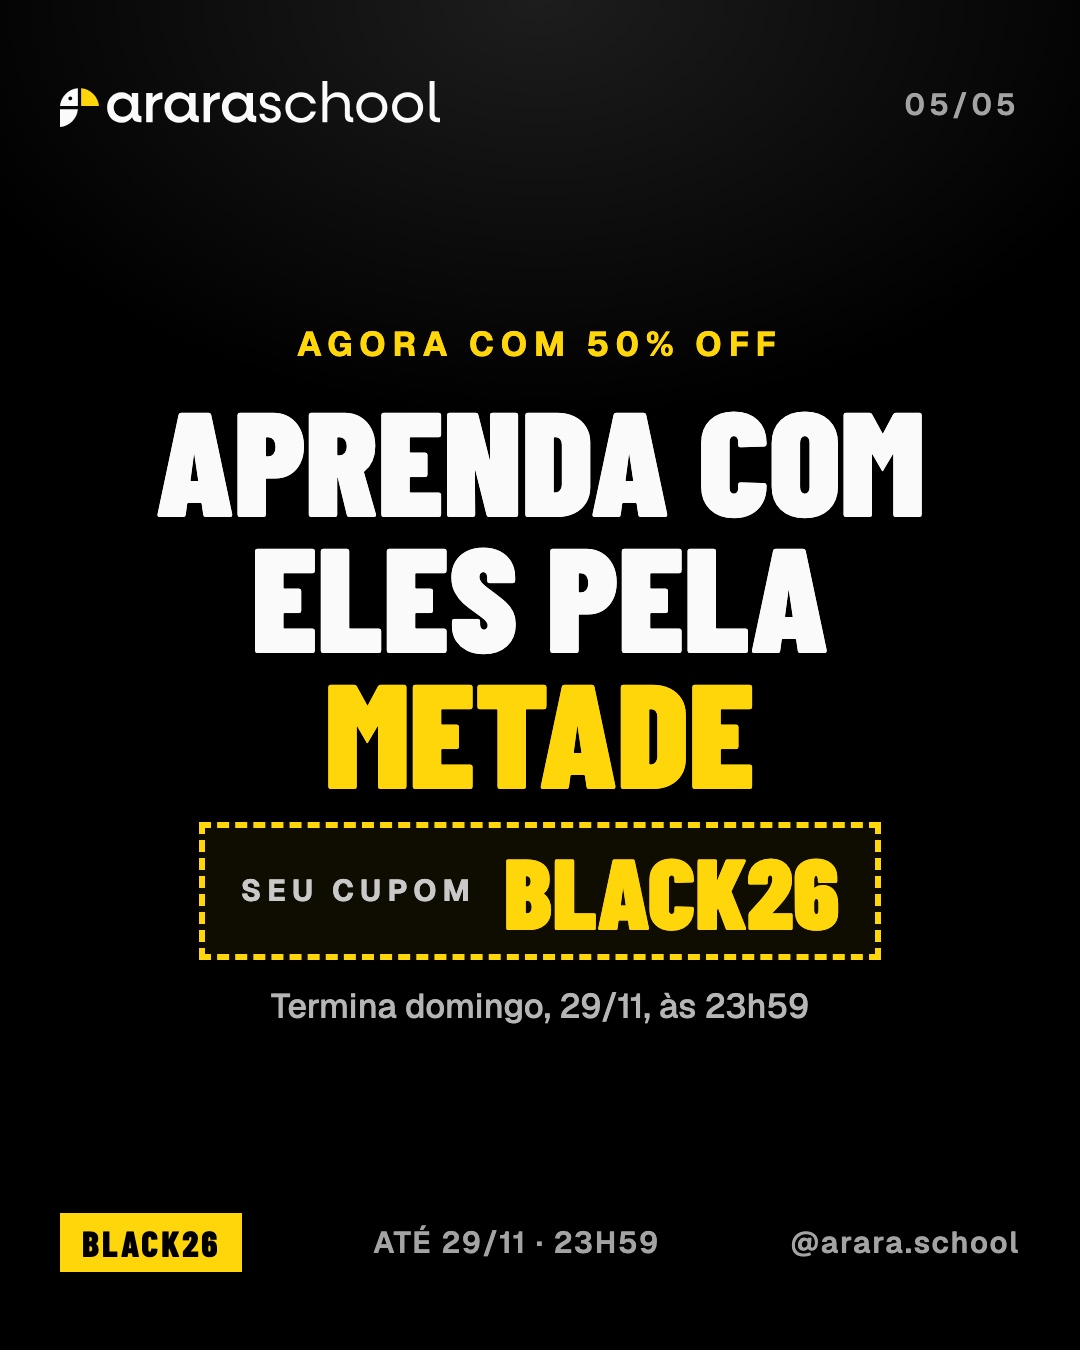 araraschool
05/05
AGORA COM 50% OFF
APRENDA COM
ELES PELA
METADE
SEU CUPOM BLACK26
Termina domingo, 29/11, às 23h59
BLACK26
ATÉ 29/11 · 23H59
@arara.school